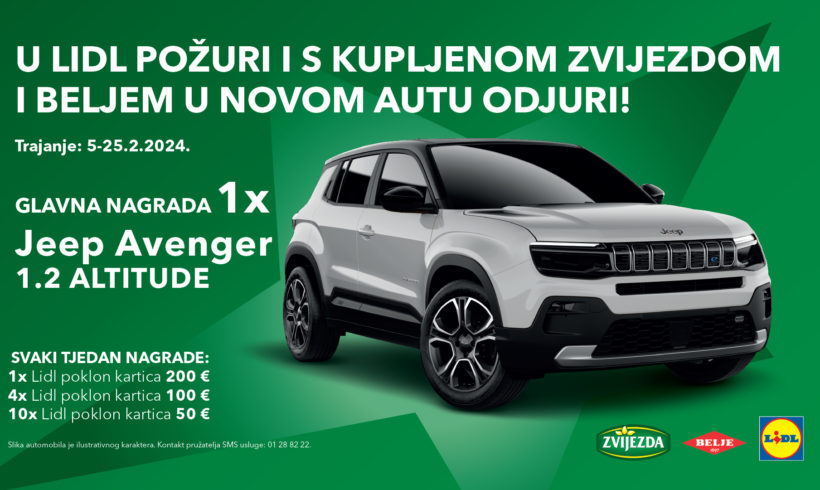 U LIDL POŽURI I S KUPLJENOM ZVIJEZDOM
I BELJEM U NOVOM AUTU ODJURI!
Trajanje: 5-25.2.2024.
GLAVNA NAGRADA 1x
Jeep Avenger
1.2 ALTITUDE
Jeep
SVAKI TJEDAN NAGRADE:
1x Lidl poklon kartica 200 €
4x Lidl poklon kartica 100 €
10x Lidl poklon kartica 50 €
Slika automobila je ilustrativnog karaktera. Kontakt pružatelja SMS usluge: 01 28 82 22.
ZVIJEZDA
BELJE
1697
LIDL